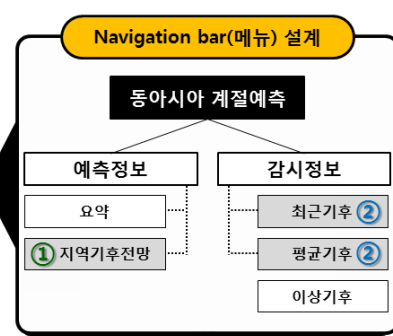 Navigation bar(메뉴) 설계
동아시아 계절예측
예측정보
감시정보
요약
최근기후 ②
① 지역기후전망
평균기후 ②
이상기후